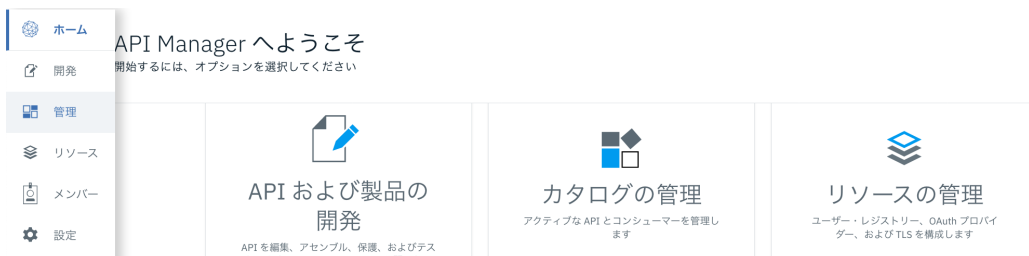 ホーム
開発
管理
リソース
メンバー
設定
API Manager へようこそ
開始するには、オプションを選択してください
API および製品の
開発
API を編集、アセンブル、保護、およびテス
カタログの管理
アクティブな API とコンシューマーを管理し
ます
リソースの管理
ユーザー・レジストリー、OAuth プロバイ
ダー、および TLS を構成します